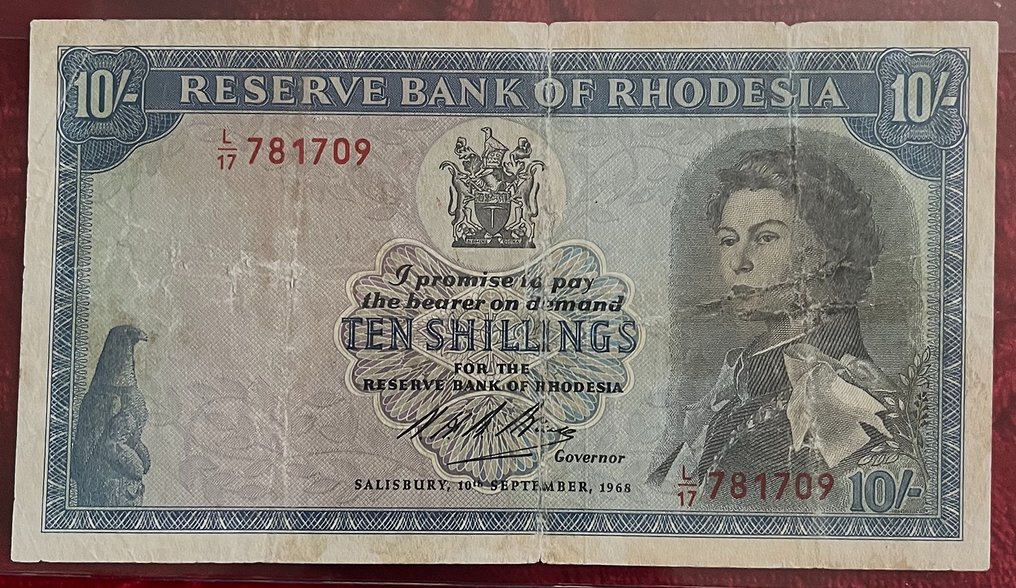 10/-
RESERVE BANK OF RHODESIA
10/-
L/17 781709
I promise to pay
the bearer on demand
TEN SHILLINGS
FOR THE
RESERVE BANK OF RHODESIA
Governor
SALISBURY, 10th SEPTEMBER, 1968
L/17 781709
10/-